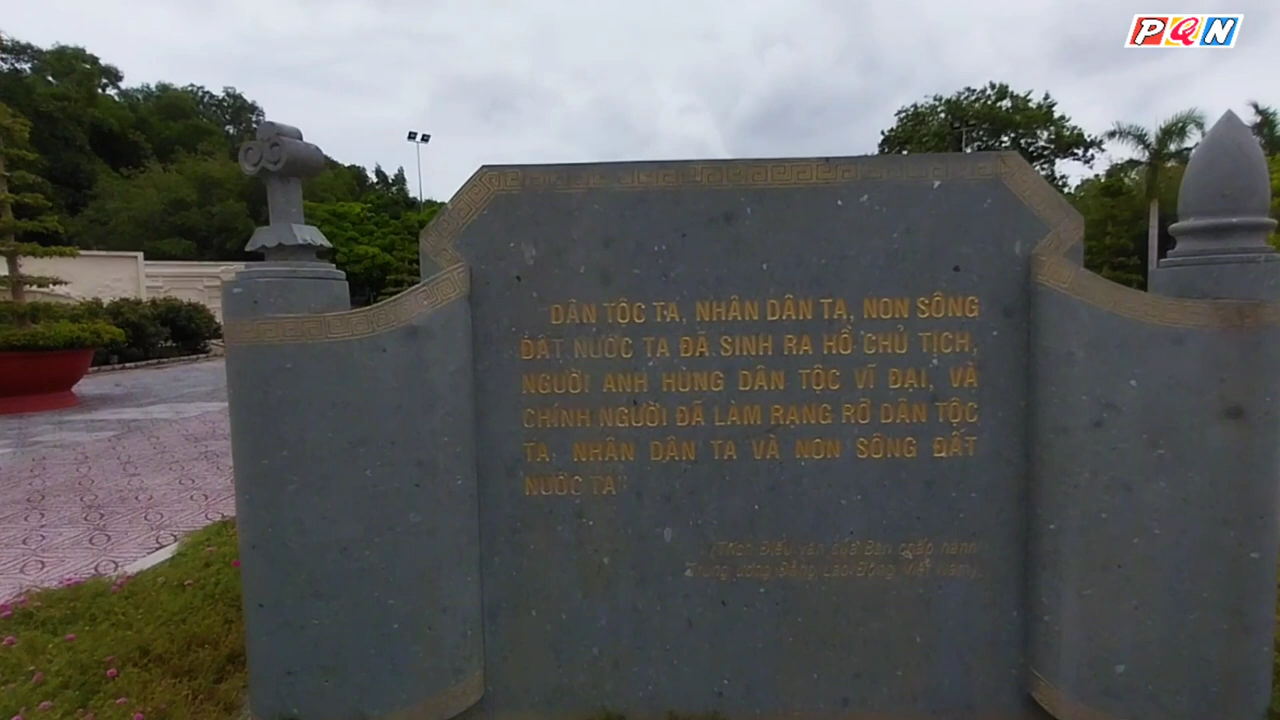 PQN
DÂN TỘC TA, NHÂN DÂN TA, NON SÔNG
ĐẤT NƯỚC TA ĐÃ SINH RA HỒ CHỦ TỊCH,
NGƯỜI ANH HÙNG DÂN TỘC VĨ ĐẠI, VÀ
CHÍNH NGƯỜI ĐÃ LÀM RẠNG RỠ DÂN TỘC
TA, NHÂN DÂN TA VÀ NON SÔNG ĐẤT
NƯỚC TA"
(Trích Điếu văn của Ban chấp hành
Trung ương Đảng Lao Động Việt Nam)